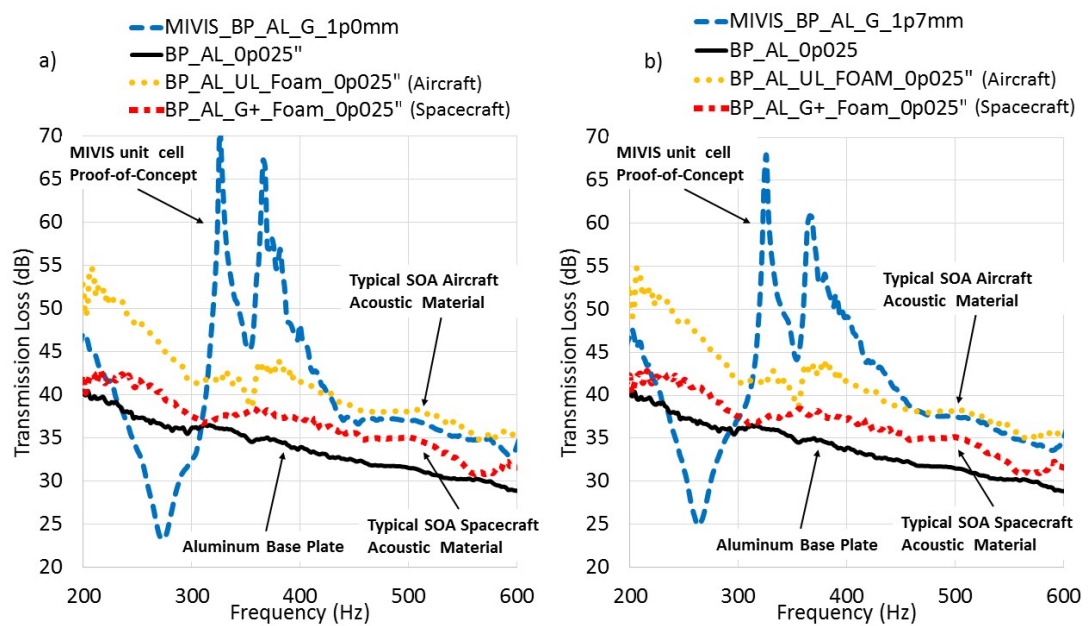 a)
MIVIS_BP_AL_G_1p0mm
BP_AL_0p025"
BP_AL_UL_Foam_0p025" (Aircraft)
BP_AL_G+_Foam_0p025" (Spacecraft)
Transmission Loss (dB)
70
65
60
55
50
45
40
35
30
25
20
MIVIS unit cell
Proof-of-Concept
Typical SOA Aircraft
Acoustic Material
Aluminum Base Plate
Typical SOA Spacecraft
Acoustic Material
200
300
400
500
600
Frequency (Hz)
b)
MIVIS_BP_AL_G_1p7mm
BP_AL_0p025
BP_AL_UL_FOAM_0p025" (Aircraft)
BP_AL_G+_Foam_0p025" (Spacecraft)
Transmission Loss (dB)
70
65
60
55
50
45
40
35
30
25
20
MIVIS unit cell
Proof-of-Concept
Typical SOA Aircraft
Acoustic Material
Aluminum Base Plate
Typical SOA Spacecraft
Acoustic Material
200
300
400
500
600
Frequency (Hz)